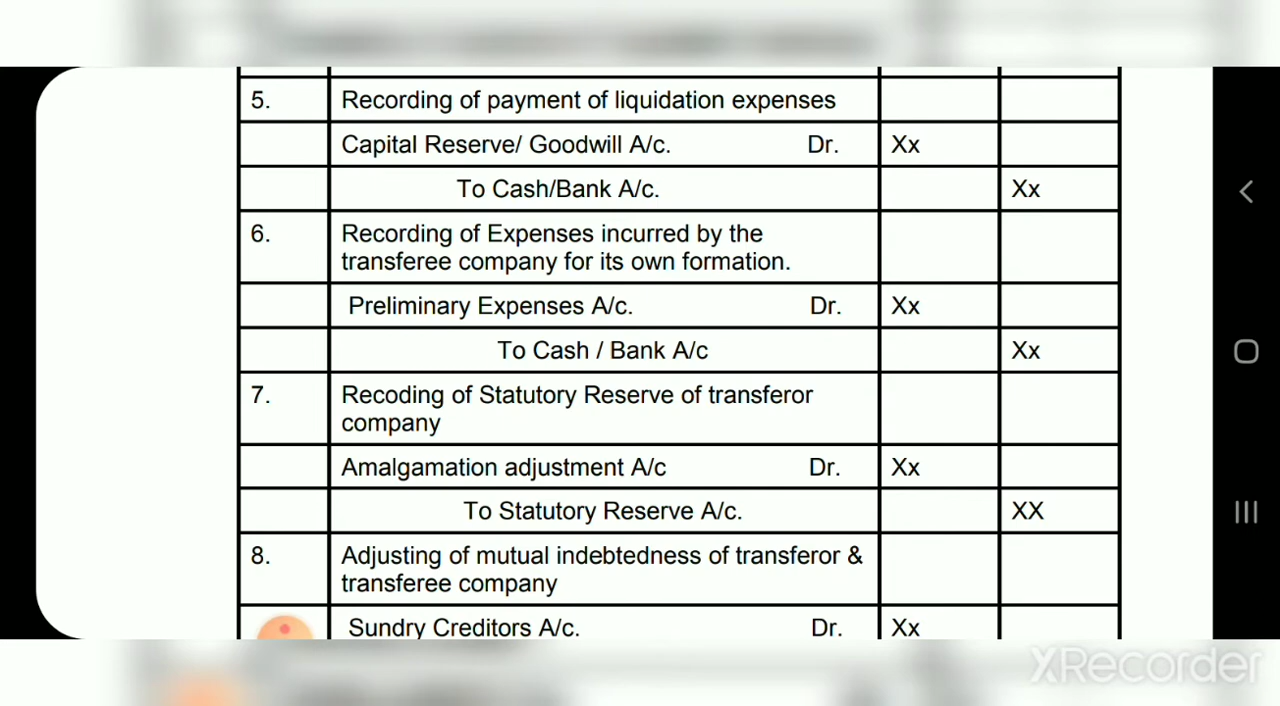 5. Recording of payment of liquidation expenses
Capital Reserve/ Goodwill A/c. Dr. Xx
To Cash/Bank A/c. Xx
6. Recording of Expenses incurred by the
transferee company for its own formation.
Preliminary Expenses A/c. Dr. Xx
To Cash / Bank A/c Xx
7. Recoding of Statutory Reserve of transferor
company
Amalgamation adjustment A/c Dr. Xx
To Statutory Reserve A/c. XX
8. Adjusting of mutual indebtedness of transferor &
transferee company
Sundry Creditors A/c. Dr. Xx
XRecorder